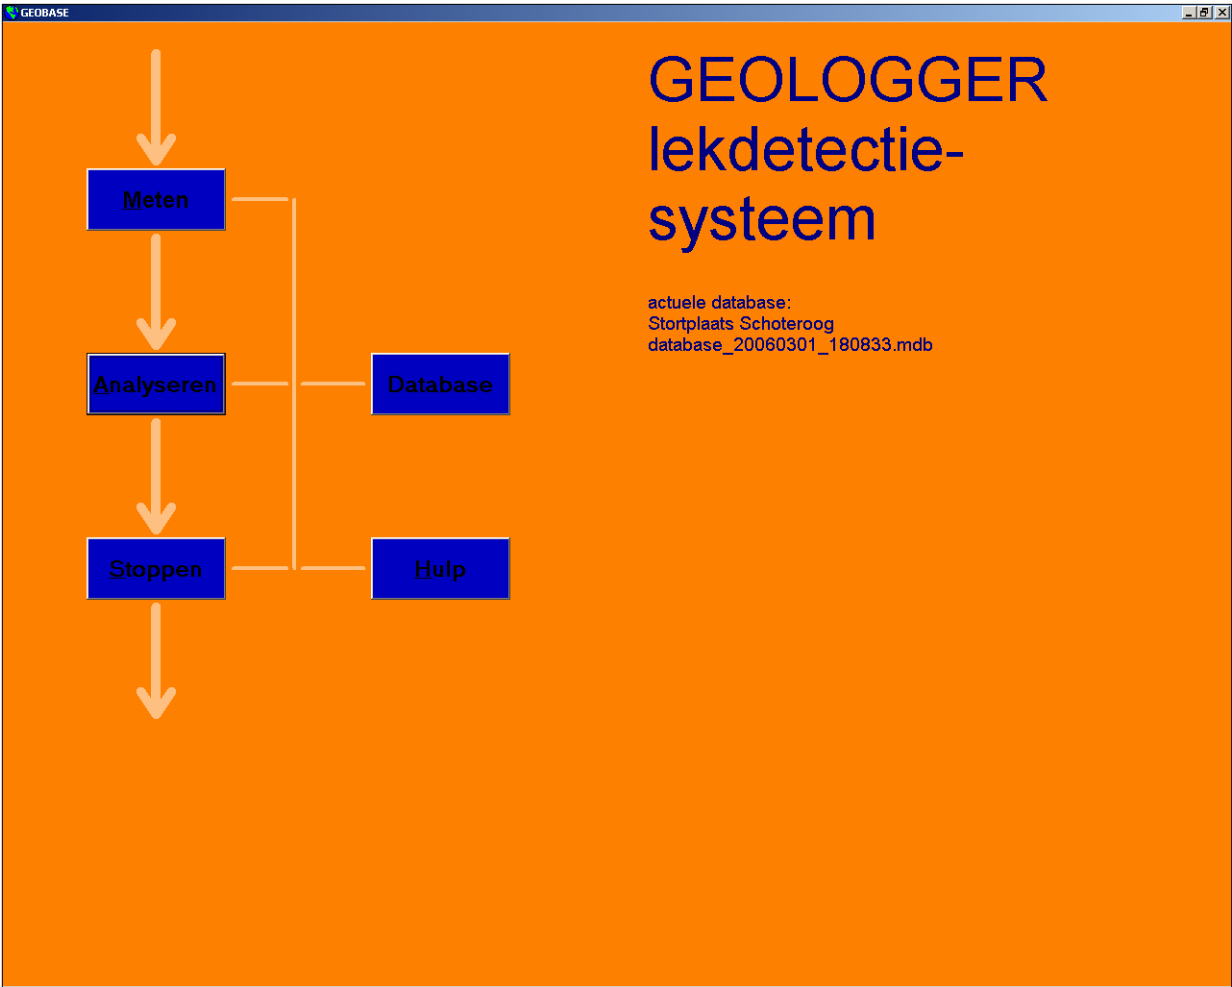 GEOBASE
GEOLOGGER
lekdetectie-
systeem
actuele database:
Stortplaats Schoteroog
database_20060301_180833.mdb
Meten
Analyseren
Database
Stoppen
Hulp